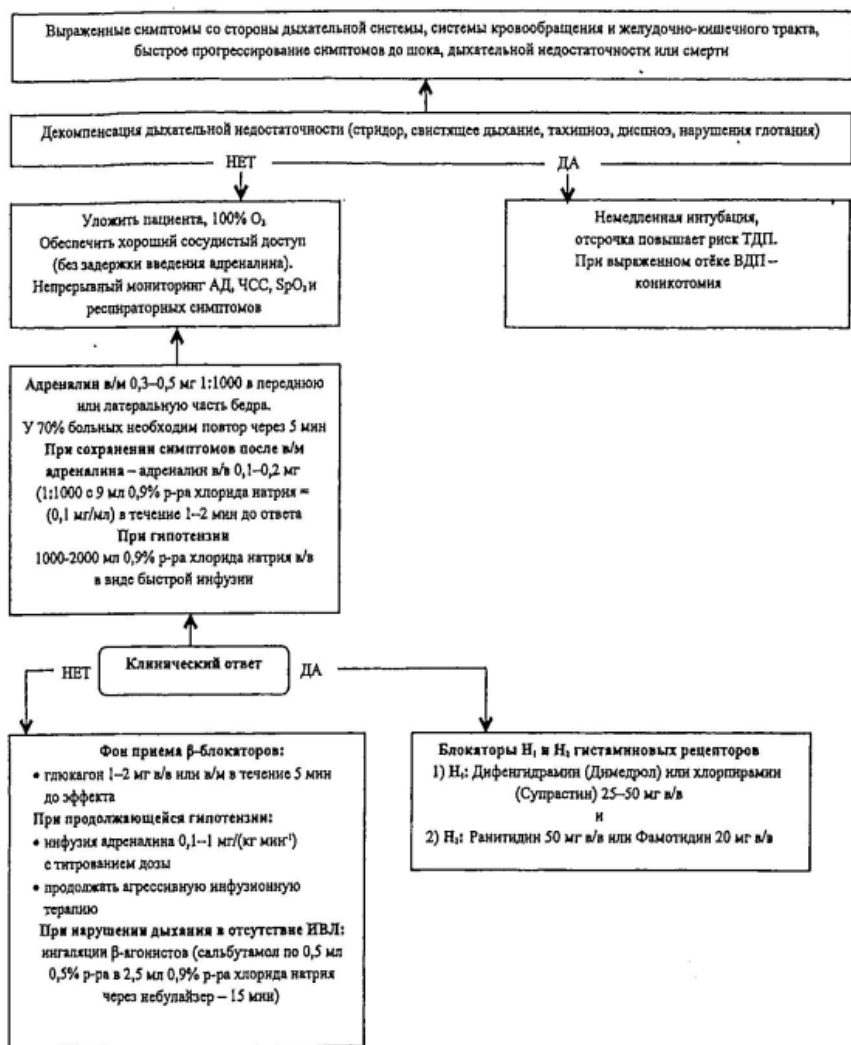 Выраженные симптомы со стороны дыхательной системы, системы кровообращения и желудочно-кишечного тракта,
быстрое прогрессирование симптомов до шока, дыхательной недостаточности или смерти
Декомпенсация дыхательной недостаточности (стридор, свистящее дыхание, тахипноэ, диспноэ, нарушения глотания)
НЕТ
ДА
Уложить пациента, 100% O₂
Обеспечить хороший сосудистый доступ
(без задержки введения адреналина).
Непрерывный мониторинг АД, ЧСС, SpO₂ и
респираторных симптомов
Немедленная интубация,
отсрочка повышает риск ТДП.
При выраженном отёке ВДП –
коникотомия
Адреналин в/м 0,3–0,5 мг 1:1000 в переднюю
или латеральную часть бедра.
У 70% больных необходим повтор через 5 мин
При сохранении симптомов после в/м
адреналина – адреналин в/в 0,1–0,2 мг
(1:1000 с 9 мл 0,9% р-ра хлорида натрия =
(0,1 мг/мл) в течение 1–2 мин до ответа
При гипотензии
1000-2000 мл 0,9% р-ра хлорида натрия в/в
в виде быстрой инфузии
НЕТ
Клинический ответ
ДА
Фон приема β-блокаторов:
• глюкагон 1–2 мг в/в или в/м в течение 5 мин
до эффекта
При продолжающейся гипотензии:
• инфузия адреналина 0,1–1 мг/(кг мин¹)
с титрованием дозы
• продолжать агрессивную инфузионную
терапию
При нарушении дыхания в отсутствие ИВЛ:
ингаляции β-агонистов (сальбутамол по 0,5 мл
0,5% р-ра в 2,5 мл 0,9% р-ра хлорида натрия
через небулайзер – 15 мин)
Блокаторы H₁ и H₂ гистаминовых рецепторов
1) H₁: Дифенгидрамин (Димедрол) или хлорпирамин
(Супрастин) 25–50 мг в/в
и
2) H₂: Ранитидин 50 мг в/в или Фамотидин 20 мг в/в